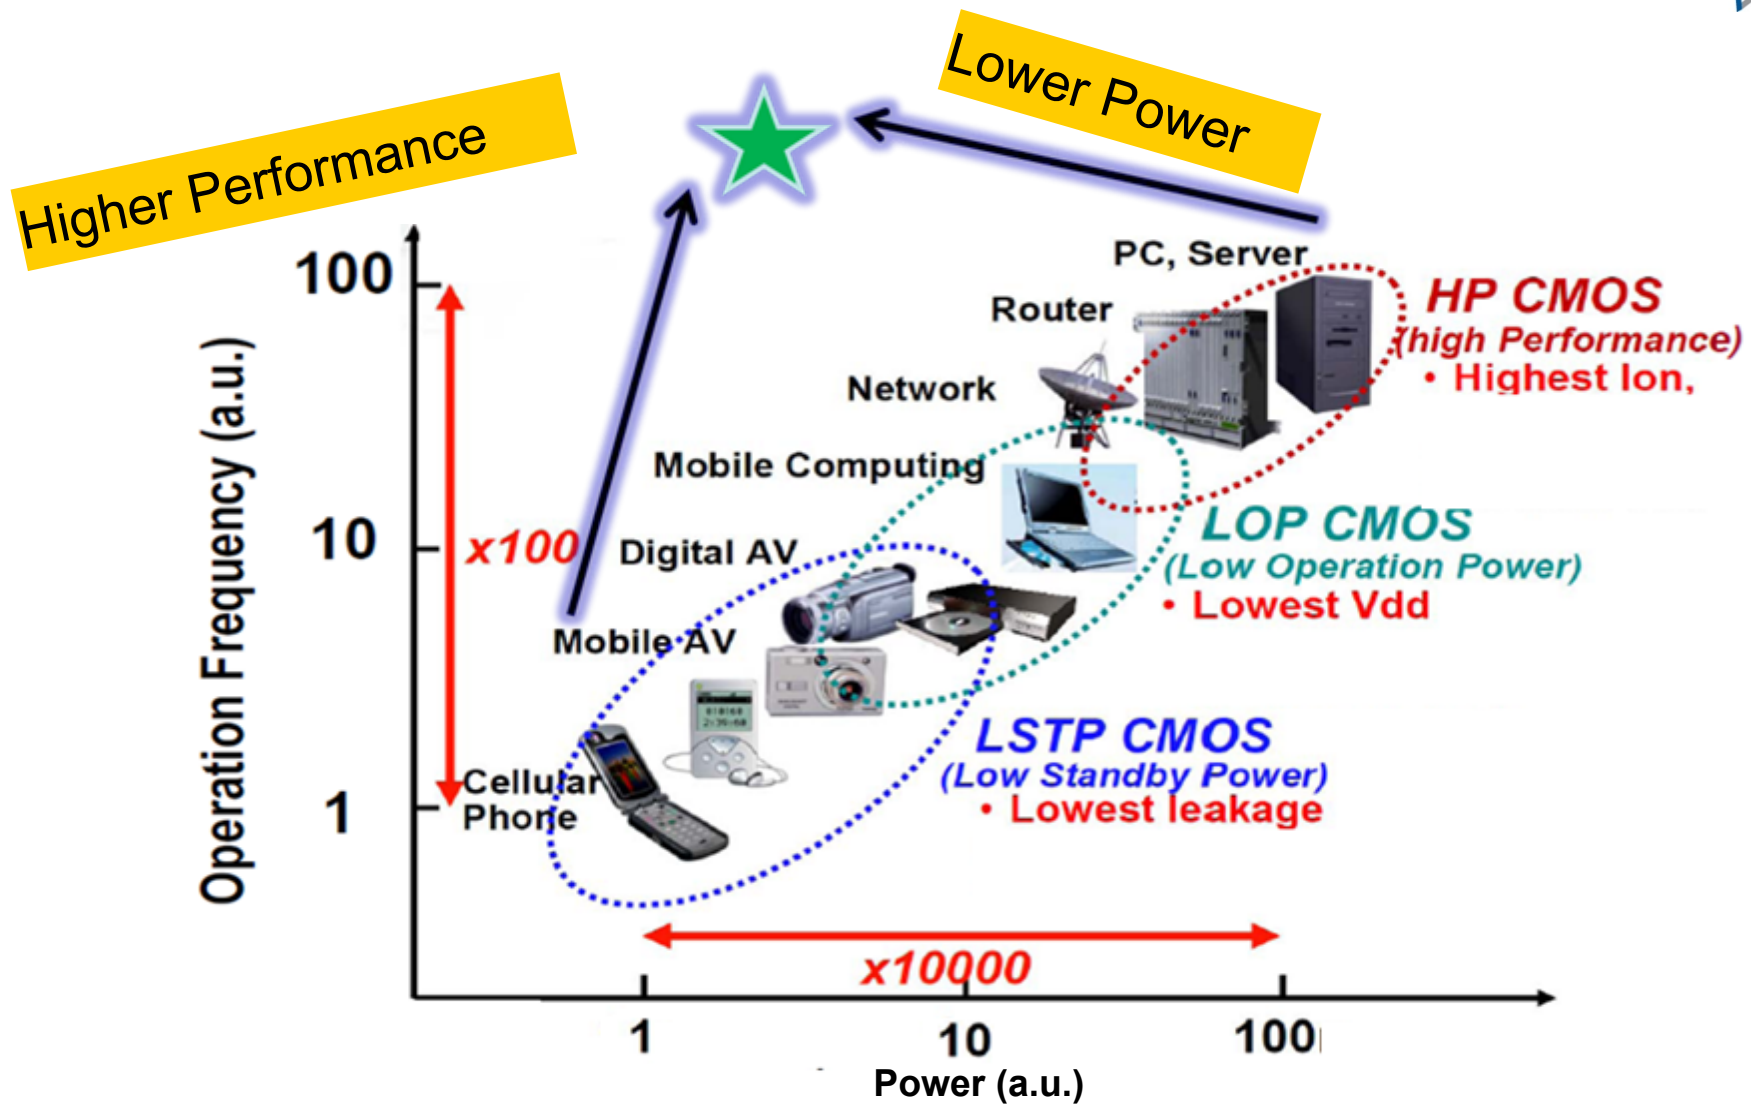 Lower Power
Higher Performance
PC, Server
100
Router
HP CMOS
(high Performance)
• Highest Ion,
Network
Mobile Computing
Operation Frequency (a.u.)
10
x100
Digital AV
LOP CMOS
(Low Operation Power)
• Lowest Vdd
Mobile AV
LSTP CMOS
(Low Standby Power)
• Lowest leakage
1
Cellular
Phone
x10000
1
10
100
Power (a.u.)